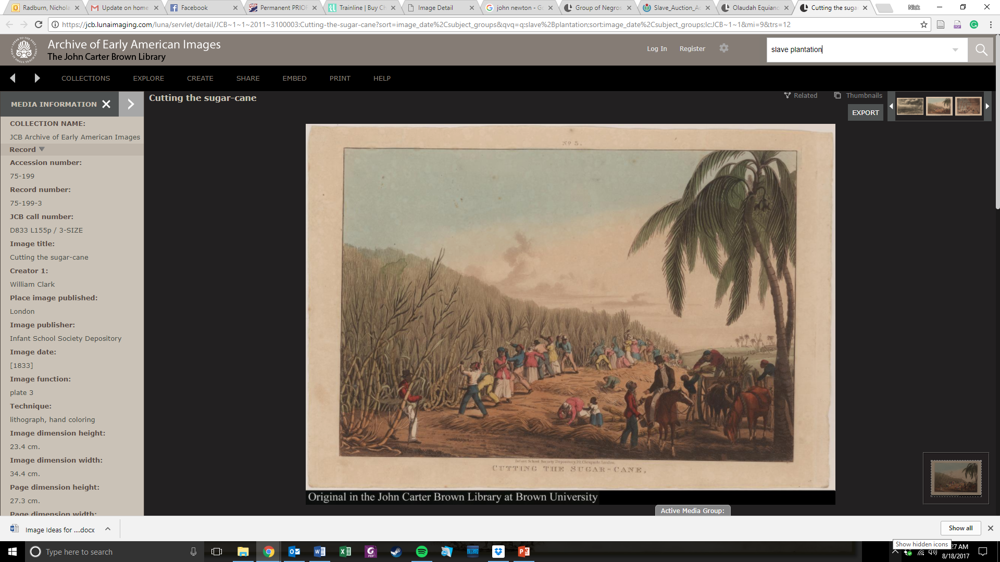 Radburn, Nichola
Update on home
Facebook
Permanent PRIOR
Trainline | Buy Ch
Image Detail
john newton - Go
Group of Negros
Slave_Auction_Ad
Olaudah Equiano
Cutting the sugar
Nick
https://jcb.lunaimaging.com/luna/servlet/detail/JCB~1~1~2011~3100003:Cutting-the-sugar-cane?sort=image_date%2Csubject_groups&qvq=q:slave%2Bplantation;sort:image_date%2Csubject_groups;lc:JCB~1~1&mi=9&trs=12
Archive of Early American Images
The John Carter Brown Library
Log In
Register
slave plantation
COLLECTIONS
EXPLORE
CREATE
SHARE
EMBED
PRINT
HELP
MEDIA INFORMATION
Cutting the sugar-cane
Related
Thumbnails
EXPORT
COLLECTION NAME:
JCB Archive of Early American Images
Record
Accession number:
75-199
Record number:
75-199-3
JCB call number:
D833 L155p / 3-SIZE
Image title:
Cutting the sugar-cane
Creator 1:
William Clark
Place image published:
London
Image publisher:
Infant School Society Depository
Image date:
[1833]
Image function:
plate 3
Technique:
lithograph, hand coloring
Image dimension height:
23.4 cm.
Image dimension width:
34.4 cm.
Page dimension height:
27.3 cm.
Page dimension width:
Nº 3.
Infant School Society Depository, 10, Cheapside London.
CUTTING THE SUGAR-CANE,
Original in the John Carter Brown Library at Brown University
Active Media Group:
Image Ideas for ....docx
Show all
Type here to search
Show hidden icons
:27 AM
8/18/2017